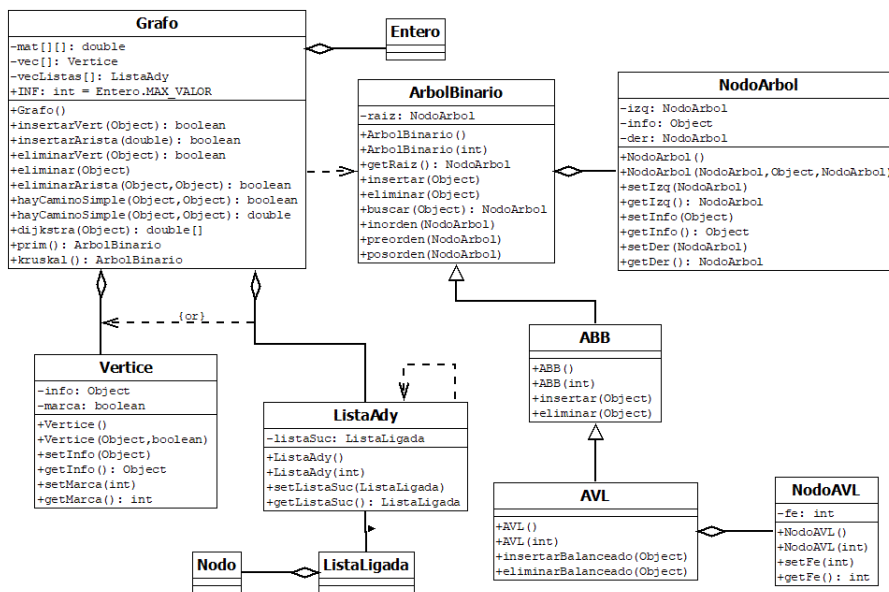 Grafo
-mat[][]: double
-vec[]: Vertice
-vecListas[]: ListaAdy
+INF: int = Entero.MAX_VALOR
+Grafo()
+insertarVert(Object): boolean
+insertarArista(double): boolean
+eliminarVert(Object): boolean
+eliminar(Object)
+eliminarArista(Object,Object): boolean
+hayCaminoSimple(Object,Object): boolean
+hayCaminoSimple(Object,Object): double
+dijkstra(Object): double[]
+prim(): ArbolBinario
+kruskal(): ArbolBinario
Entero
ArbolBinario
-raiz: NodoArbol
+ArbolBinario()
+ArbolBinario(int)
+getRaiz(): NodoArbol
+insertar(Object)
+eliminar(Object)
+buscar(Object): NodoArbol
+inorden(NodoArbol)
+preorden(NodoArbol)
+posorden(NodoArbol)
NodoArbol
-izq: NodoArbol
-info: Object
-der: NodoArbol
+NodoArbol()
+NodoArbol(NodoArbol,Object,NodoArbol)
+setIzq(NodoArbol)
+getIzq(): NodoArbol
+setInfo(Object)
+getInfo(): Object
+setDer(NodoArbol)
+getDer(): NodoArbol
{or}
Vertice
-info: Object
-marca: boolean
+Vertice()
+Vertice(Object,boolean)
+setInfo(Object)
+getInfo(): Object
+setMarca(int)
+getMarca(): int
ListaAdy
-listaSuc: ListaLigada
+ListaAdy()
+ListaAdy(int)
+setListaSuc(ListaLigada)
+getListaSuc(): ListaLigada
ABB
+ABB()
+ABB(int)
+insertar(Object)
+eliminar(Object)
AVL
+AVL()
+AVL(int)
+insertarBalanceado(Object)
+eliminarBalanceado(Object)
NodoAVL
-fe: int
+NodoAVL()
+NodoAVL(int)
+setFe(int)
+getFe(): int
Nodo
ListaLigada